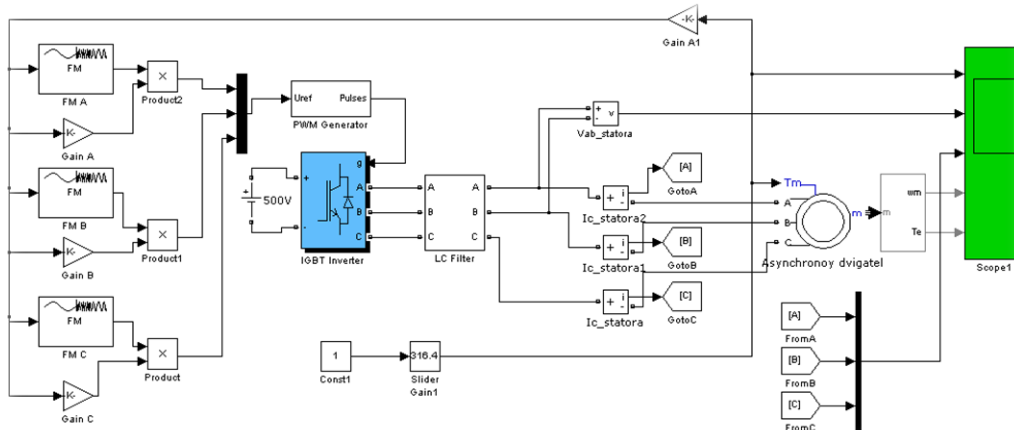 -K-
Gain A1
FM
FM A
×
Product2
K-
Gain A
Uref
Pulses
PWM Generator
+
-
v
Vab_statora
FM
FM B
×
Product1
K-
Gain B
+
500V
+
-
g
A
B
C
IGBT Inverter
A
B
C
A
B
C
LC Filter
+
i
-
Ic_statora2
[A]
GotoA
+
i
-
Ic_statora1
[B]
GotoB
+
i
-
Ic_statora
[C]
GotoC
Tm
A
B
C
m
Asynchronoy dvigatel
m
wm
Te
Scope1
FM
FM C
×
Product
K-
Gain C
1
Const1
316.4
Slider
Gain1
[A]
FromA
[B]
FromB
[C]
FromC